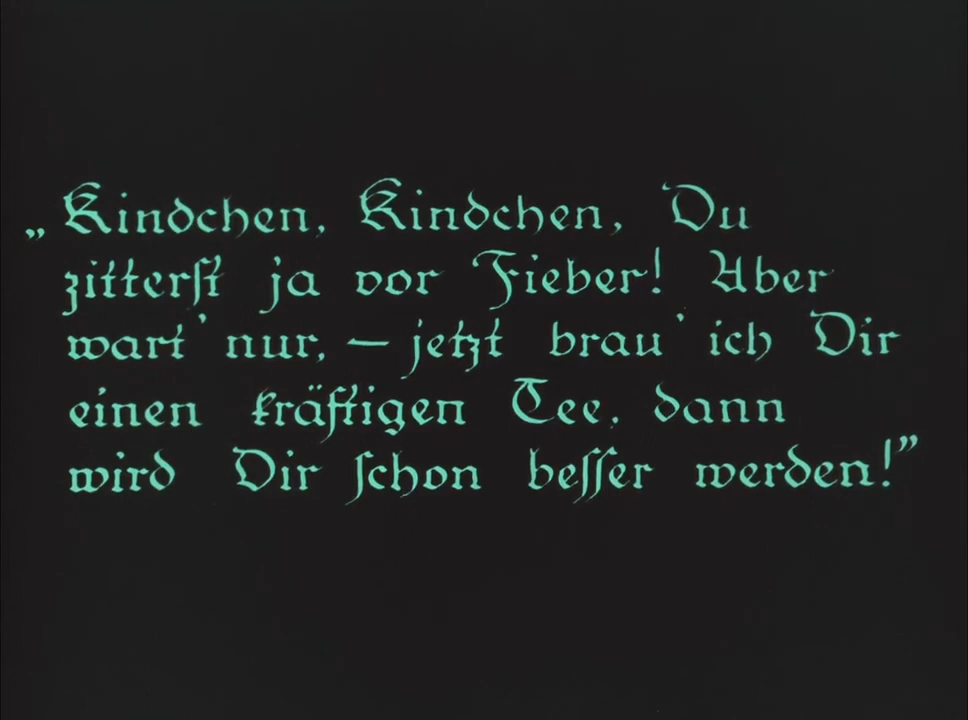 „Kindchen, Kindchen, Du
zitterſt ja vor Fieber! Aber
wart' nur, — jetzt brau' ich Dir
einen kräftigen Tee, dann
wird Dir ſchon beſſer werden!”